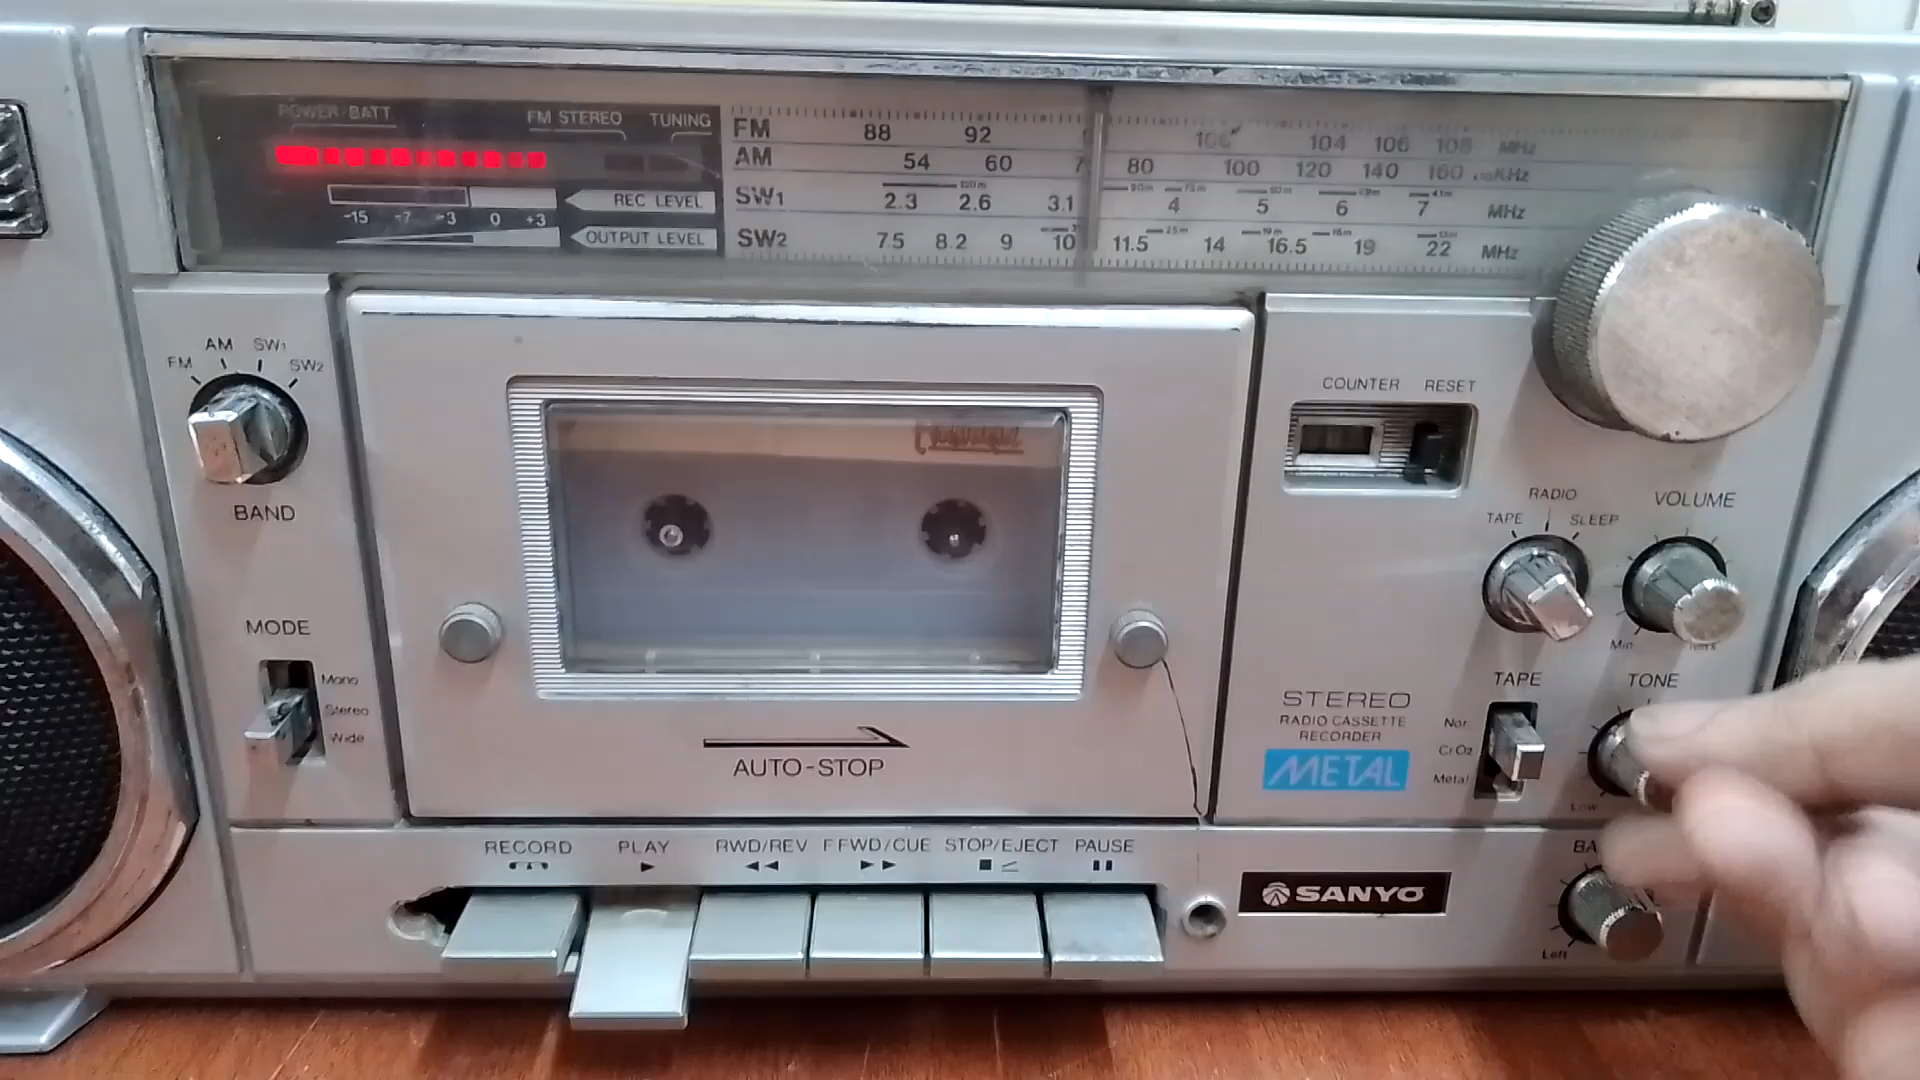 POWER/BATT
FM STEREO
TUNING
REC LEVEL
-15 -7 -3 0 +3
OUTPUT LEVEL
FM 88 92 104 106 108 MHz
AM 54 60 80 100 120 140 160
SW1 2.3 2.6 3.1 4 5 6 7 MHz
SW2 7.5 8.2 9 10 11.5 14 16.5 19 22 MHz
FM AM SW1 SW2
BAND
MODE
Mono
Stereo
Wide
AUTO-STOP
COUNTER RESET
RADIO
TAPE SLEEP
VOLUME
Min
TAPE
Nor.
CrO2
Metal
TONE
Low
STEREO
RADIO CASSETTE
RECORDER
METAL
RECORD PLAY RWD/REV F FWD/CUE STOP/EJECT PAUSE
SANYO
Left